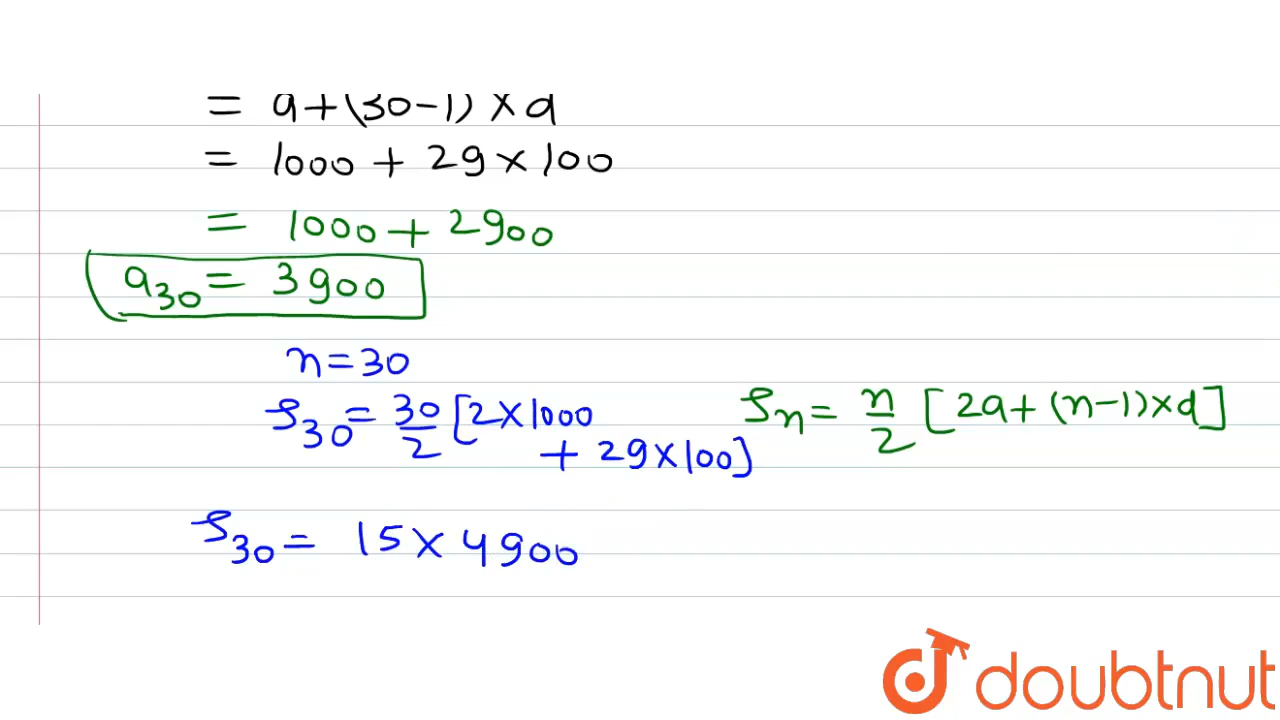 = a+(30-1)×d
= 1000 + 29×100
= 1000 + 2900
a₃₀ = 3900
n=30
S₃₀ = 30/2 [2×1000
+ 29×100]
Sₙ = n/2 [2a+(n-1)×d]
S₃₀ = 15×4900
doubtnut